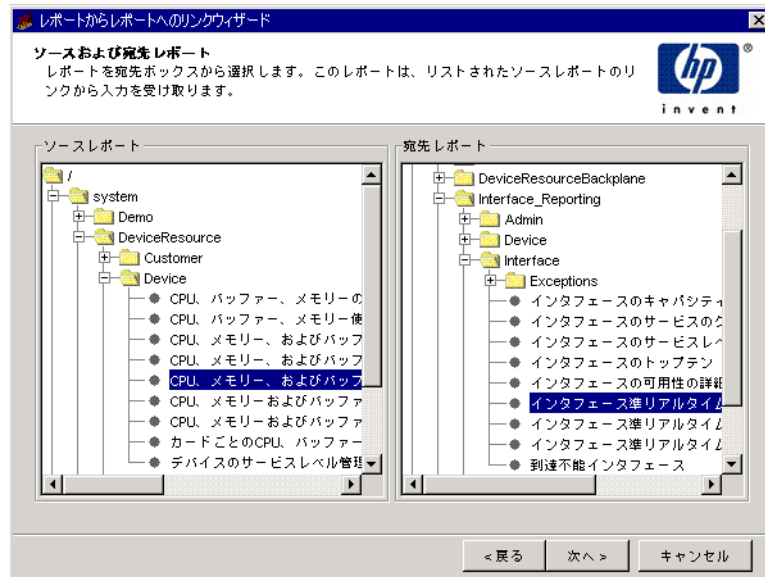 レポートからレポートへのリンクウィザード
ソースおよび宛先レポート
レポートを宛先ボックスから選択します。このレポートは、リストされたソースレポートのリ
ンクから入力を受け取ります。
hp
®
invent
ソースレポート
/
system
Demo
DeviceResource
Customer
Device
CPU、バッファー、メモリーの
CPU、バッファー、メモリー使
CPU、メモリー、およびバッフ
CPU、メモリー、およびバッフ
CPU、メモリー、およびバッフ
CPU、メモリーおよびバッファ
CPU、メモリーおよびバッファ
カードごとのCPU、バッファー
デバイスのサービスレベル管理
宛先レポート
DeviceResourceBackplane
Interface_Reporting
Admin
Device
Interface
Exceptions
インタフェースのキャパシティ
インタフェースのサービスの
インタフェースのサービスレベ
インタフェースのトップテン
インタフェースの可用性の詳細
インタフェース準リアルタイム
インタフェース準リアルタイム
インタフェース準リアルタイム
到達不能インタフェース
<戻る
次へ>
キャンセル